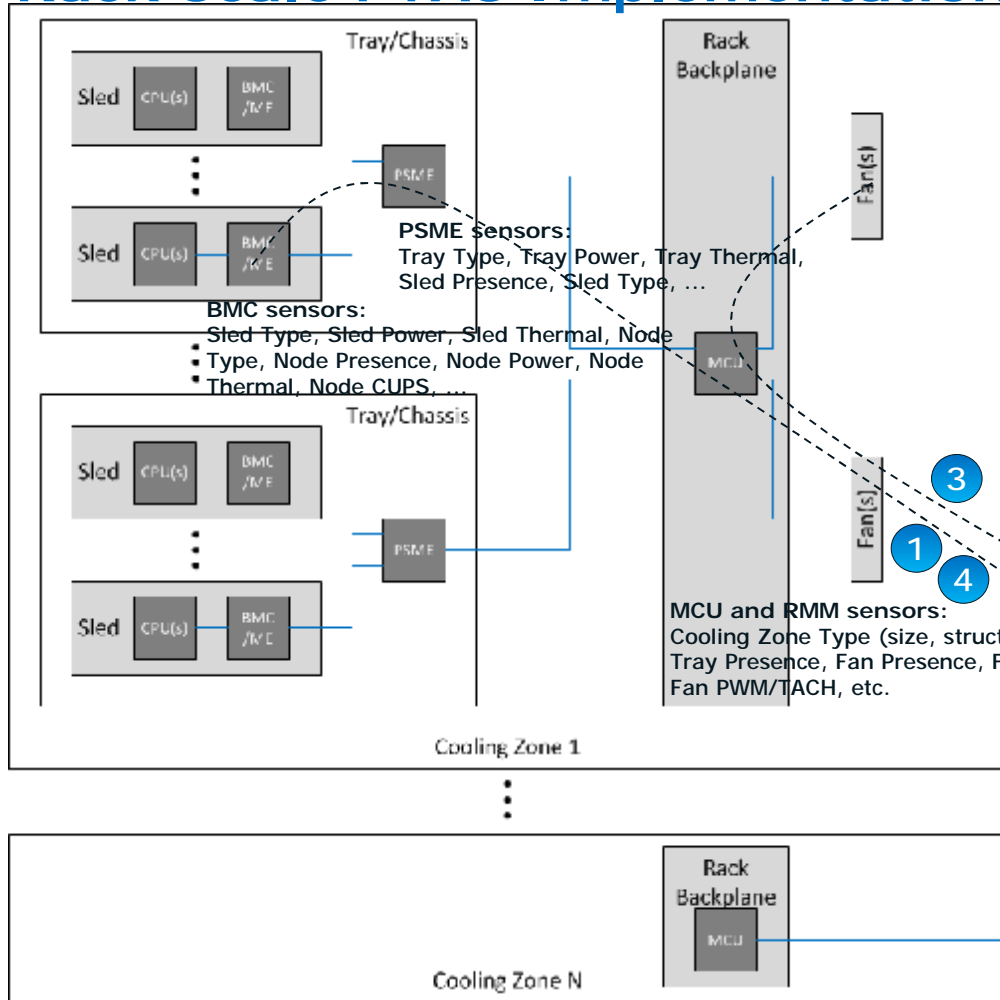 Tray/Chassis
Sled
CPU(s)
BMC
/ME
PSME
Sled
CPU(s)
BMC
/ME
PSME sensors:
Tray Type, Tray Power, Tray Thermal,
Sled Presence, Sled Type, ...
BMC sensors:
Sled Type, Sled Power, Sled Thermal, Node
Type, Node Presence, Node Power, Node
Thermal, Node CUPS, ...
Rack
Backplane
MCU
Fan(s)
Tray/Chassis
Sled
CPU(s)
BMC
/ME
PSME
Sled
CPU(s)
BMC
/ME
Fan(s)
3
1
4
MCU and RMM sensors:
Cooling Zone Type (size, struct
Tray Presence, Fan Presence, F
Fan PWM/TACH, etc.
Cooling Zone 1
Rack
Backplane
MCU
Cooling Zone N